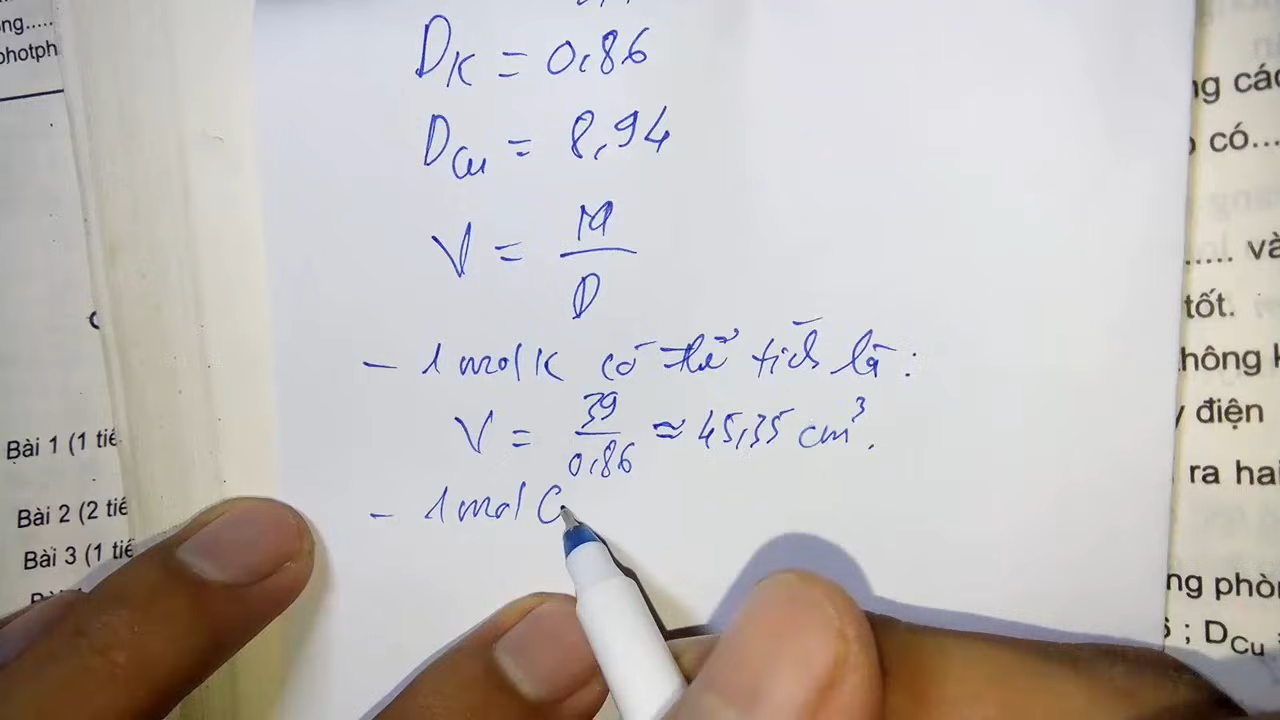 ng.....
photph
D_K = 0,86
D_Cu = 8,94
V = M / D
- 1 mol K có thể tích là:
V = 39 / 0,86 ≈ 45,35 cm³.
- 1 mol C
Bài 1 (1 tiế
Bài 2 (2 tiế
Bài 3 (1 tiế
ng các
có...
..... và
tốt.
không k
điện
ra hai
ng phò
; D_Cu